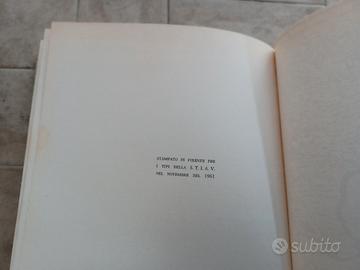 STAMPATO IN FIRENZE PER
I TIPI DELLA S.T.I.A.V.
NEL NOVEMBRE DEL 1961
subito